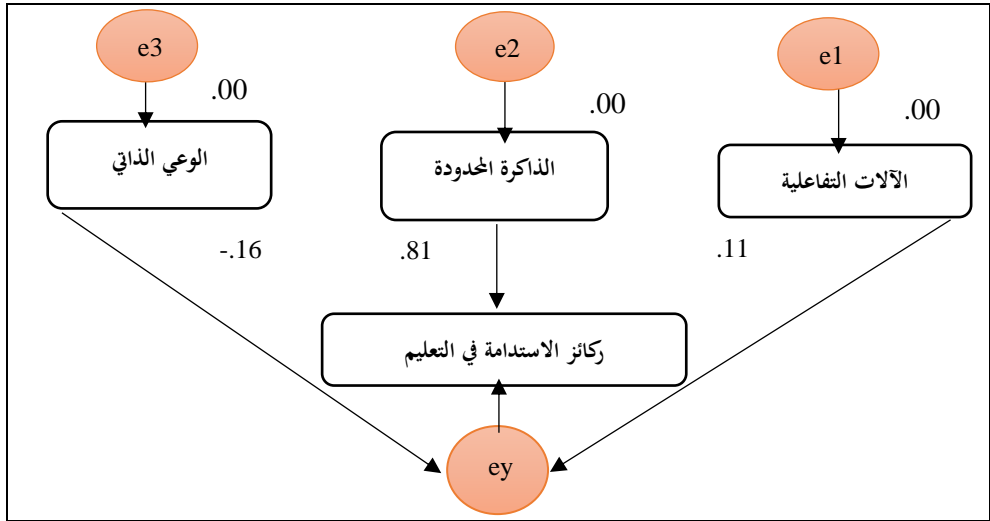 e3
e2
e1
.00
.00
.00
الوعي الذاتي
الذاكرة المحدودة
الآلات التفاعلية
-.16
.81
.11
ركائز الاستدامة في التعليم
ey